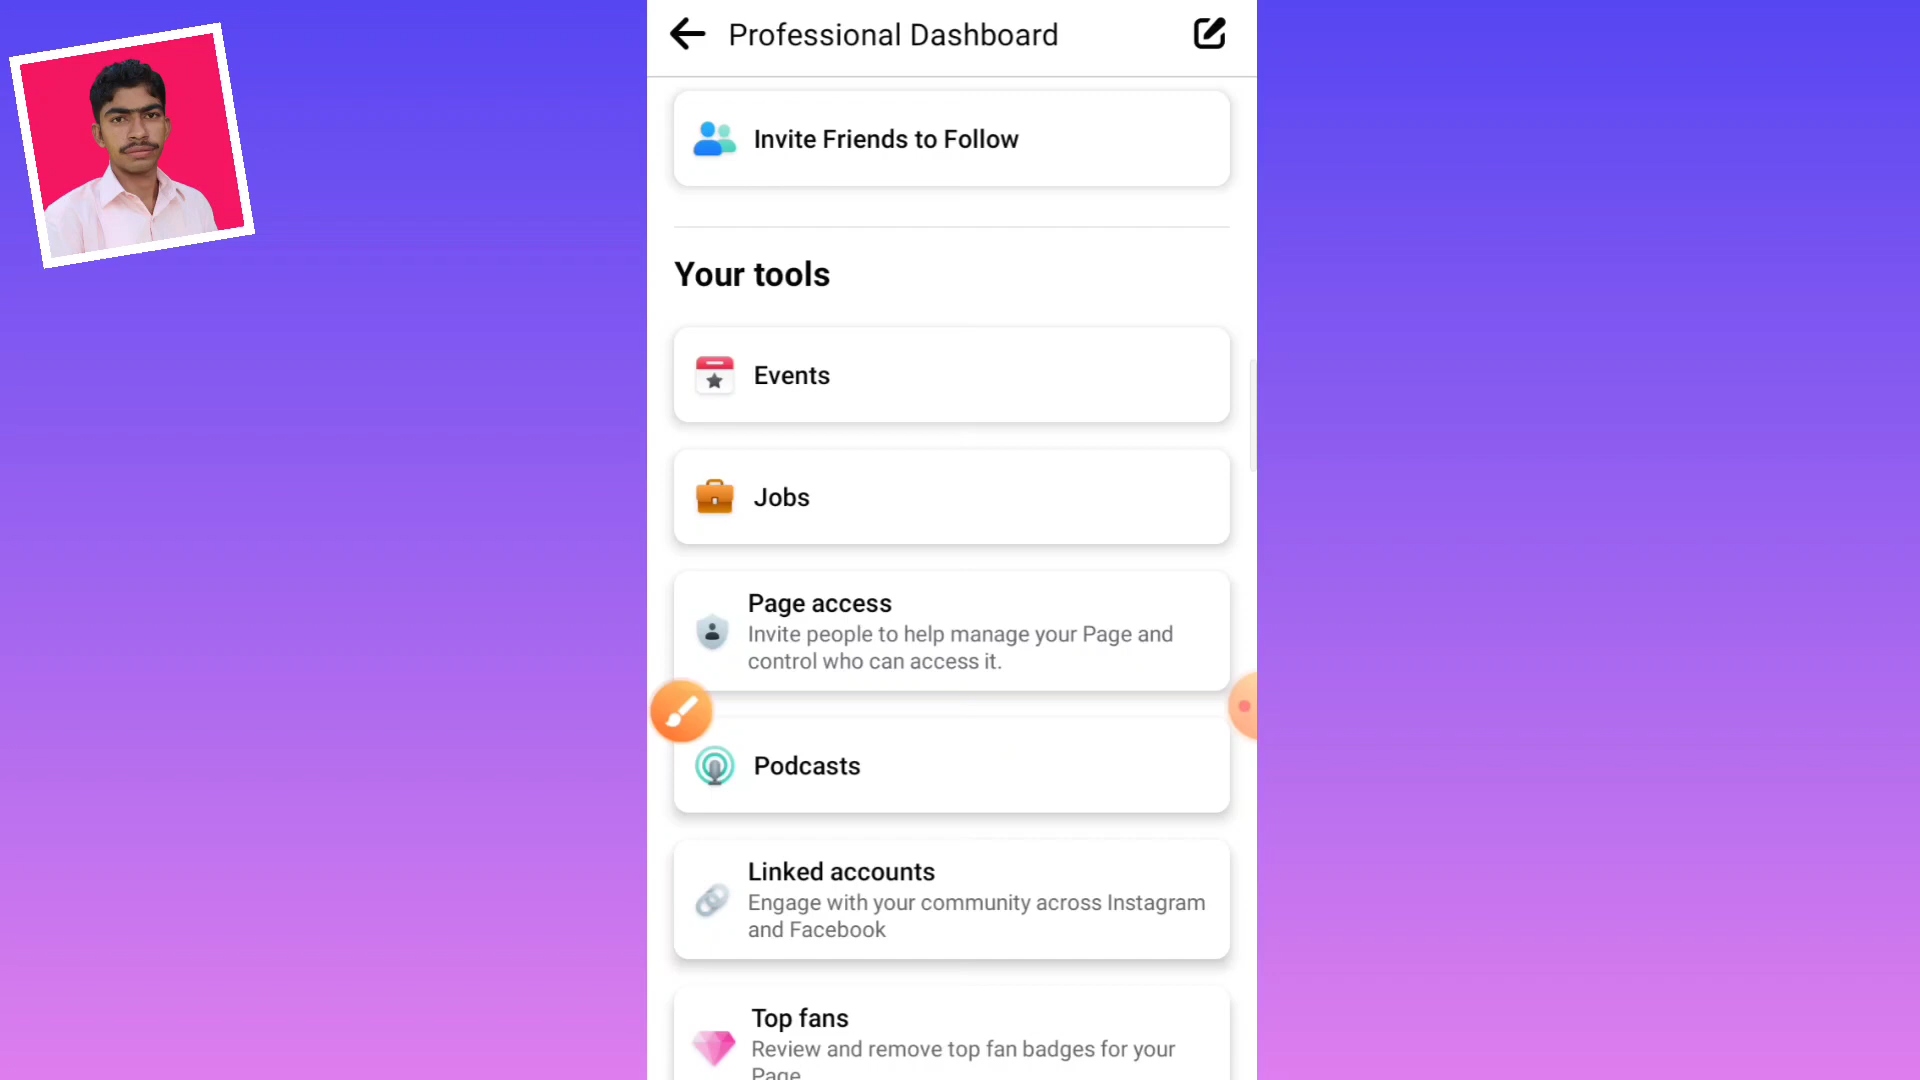 Professional Dashboard
Invite Friends to Follow
Your tools
Events
Jobs
Page access
Invite people to help manage your Page and
control who can access it.
Podcasts
Linked accounts
Engage with your community across Instagram
and Facebook
Top fans
Review and remove top fan badges for your
Page